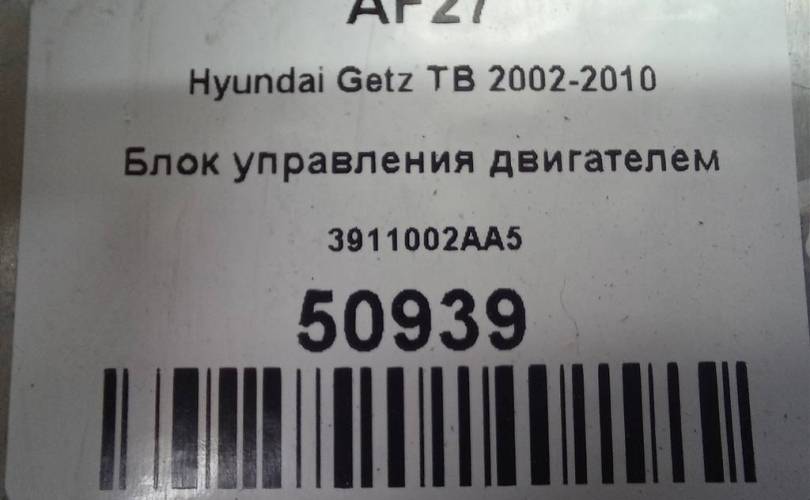 AF27
Hyundai Getz TB 2002-2010
Блок управления двигателем
3911002AA5
50939